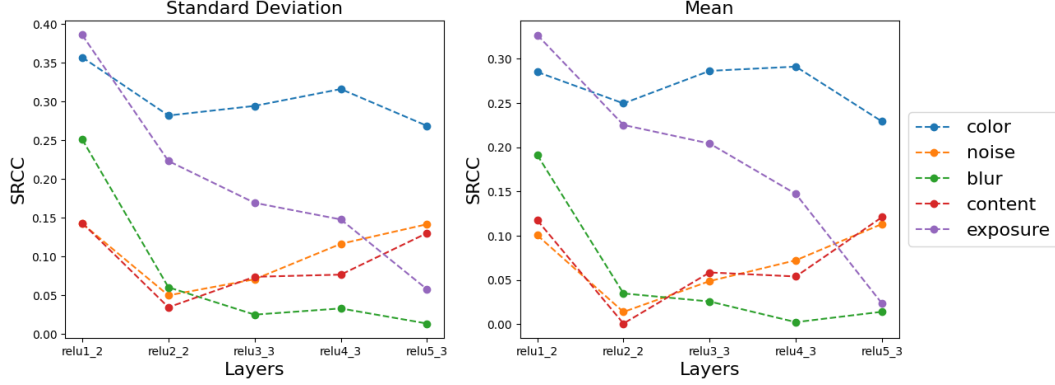 Standard Deviation
0.40
0.35
0.30
0.25
0.20
0.15
0.10
0.05
0.00
SRCC
relu1_2 relu2_2 relu3_3 relu4_3 relu5_3
Layers
Mean
0.30
0.25
0.20
0.15
0.10
0.05
0.00
SRCC
relu1_2 relu2_2 relu3_3 relu4_3 relu5_3
Layers
color
noise
blur
content
exposure